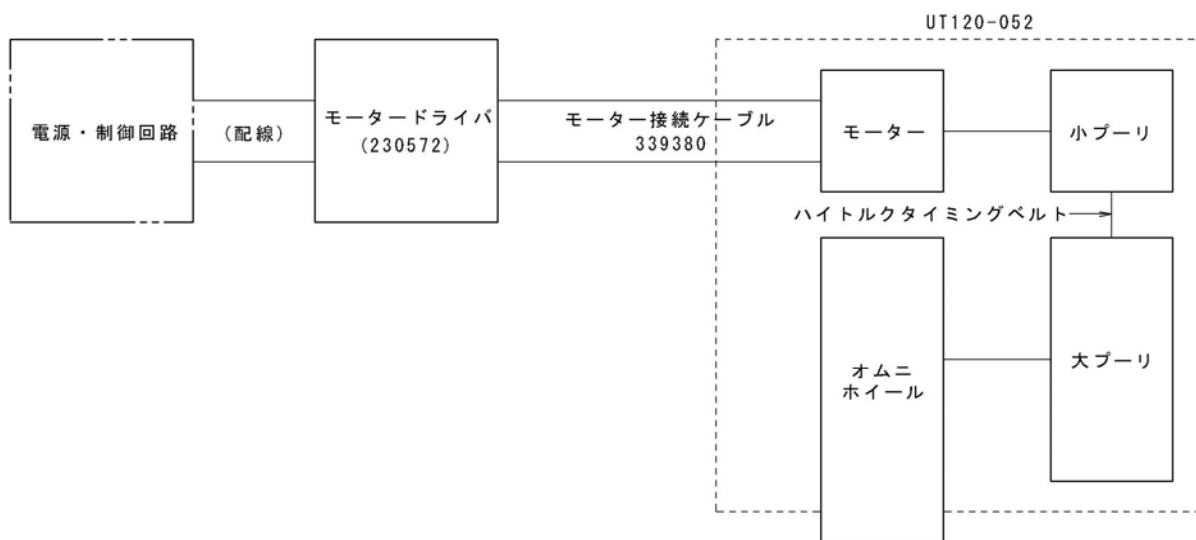 UT120-052
電源・制御回路
(配線)
モータードライバ
(230572)
モーター接続ケーブル
339380
モーター
小プーリ
ハイトルクタイミングベルト
オムニ
ホイール
大プーリ